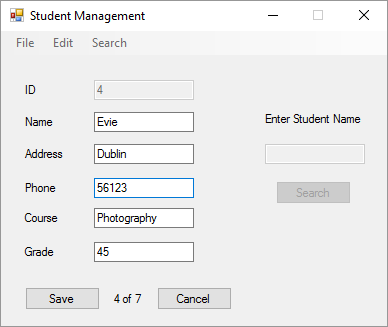 Student Management
File Edit Search
ID 4
Name Evie
Enter Student Name
Address Dublin
Phone 56123
Search
Course Photography
Grade 45
Save 4 of 7 Cancel